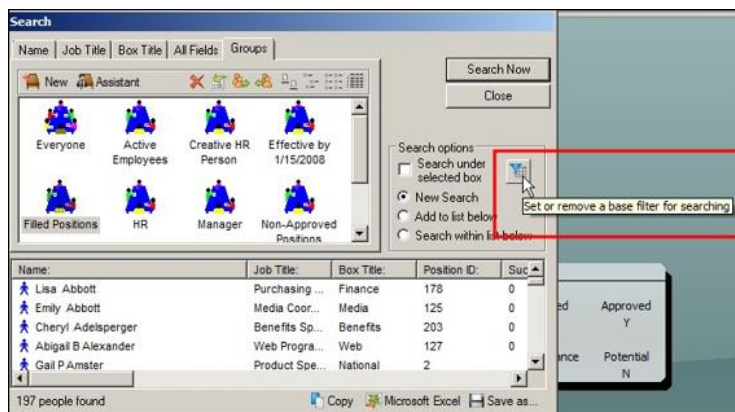 Search
Name Job Title Box Title All Fields Groups
New Assistant
Search Now
Close
Everyone
Active Employees
Creative HR Person
Effective by 1/15/2008
Filled Positions
HR
Manager
Non-Approved Positions
Search options
Search under selected box
New Search
Add to list below
Search within list below
Set or remove a base filter for searching
Name: Job Title: Box Title: Position ID: Suc
Lisa Abbott Purchasing ... Finance 178 0
Emily Abbott Media Coor... Media 125 0
Cheryl Adelsperger Benefits Sp... Benefits 203 0
Abigail B Alexander Web Progra... Web 127 0
Gail P Amster Product Spe... National 2 0
197 people found Copy Microsoft Excel Save as...
ed Approved
Y
nce Potential
N